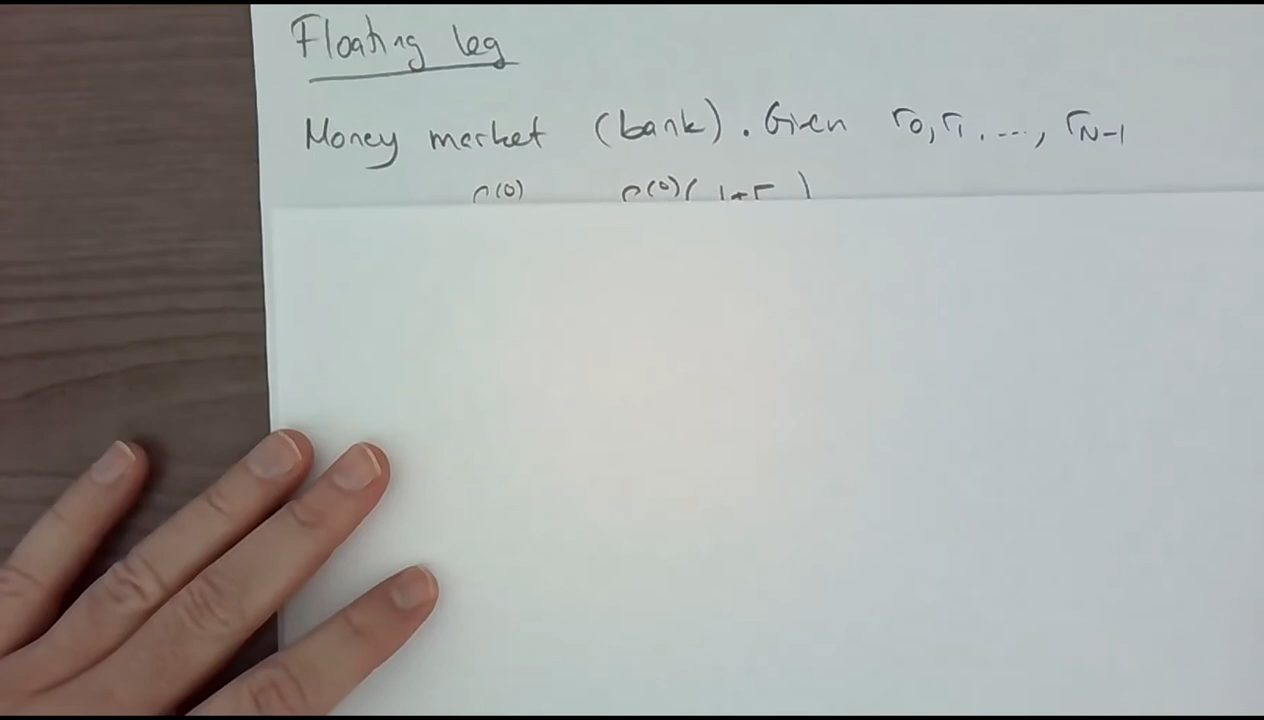 Floating leg
Money market (bank). Given r0, r1, ..., rN-1